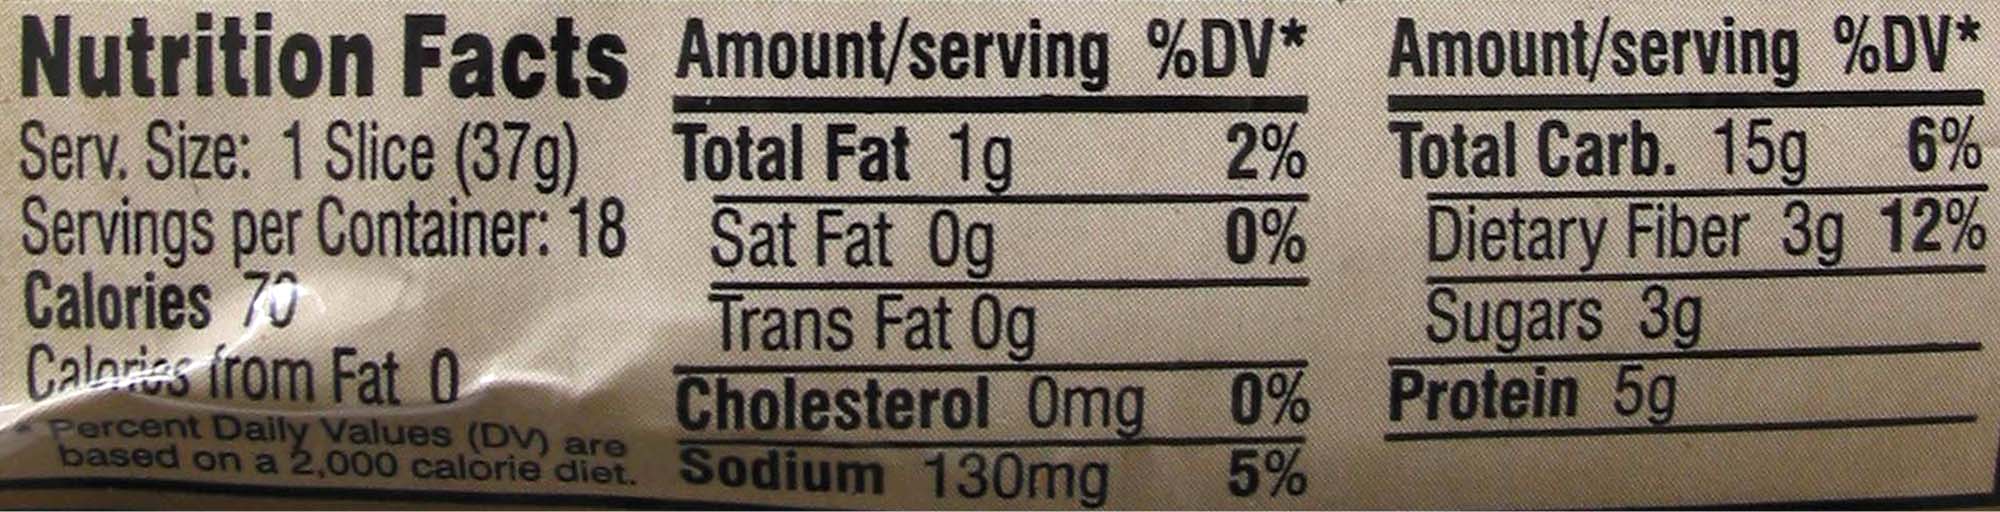 Nutrition Facts
Serv. Size: 1 Slice (37g)
Servings per Container: 18
Calories 70
Calories from Fat 0
* Percent Daily Values (DV) are
based on a 2,000 calorie diet.
Amount/serving %DV*
Total Fat 1g 2%
Sat Fat 0g 0%
Trans Fat 0g
Cholesterol 0mg 0%
Sodium 130mg 5%
Amount/serving %DV*
Total Carb. 15g 6%
Dietary Fiber 3g 12%
Sugars 3g
Protein 5g